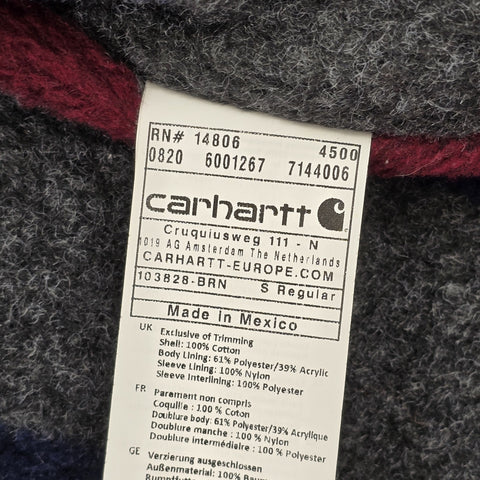 RN# 14806 4500
0820 6001267 7144006
carhartt
Cruquiusweg 111 - N
1019 AG Amsterdam The Netherlands
CARHARTT-EUROPE.COM
103828-BRN S Regular
Made in Mexico
UK Exclusive of Trimming
Shell: 100% Cotton
Body Lining: 61% Polyester/39% Acrylic
Sleeve Lining: 100% Nylon
Sleeve Interlining: 100% Polyester
FR Parement non compris
Coquille : 100 % Coton
Doublure body: 61% Polyester/39% Acrylique
Doublure manche : 100 % Nylon
Doublure intermédiaire : 100 % Polyester
GE Verzierung ausgeschlossen
Außenmaterial: 100% Baum